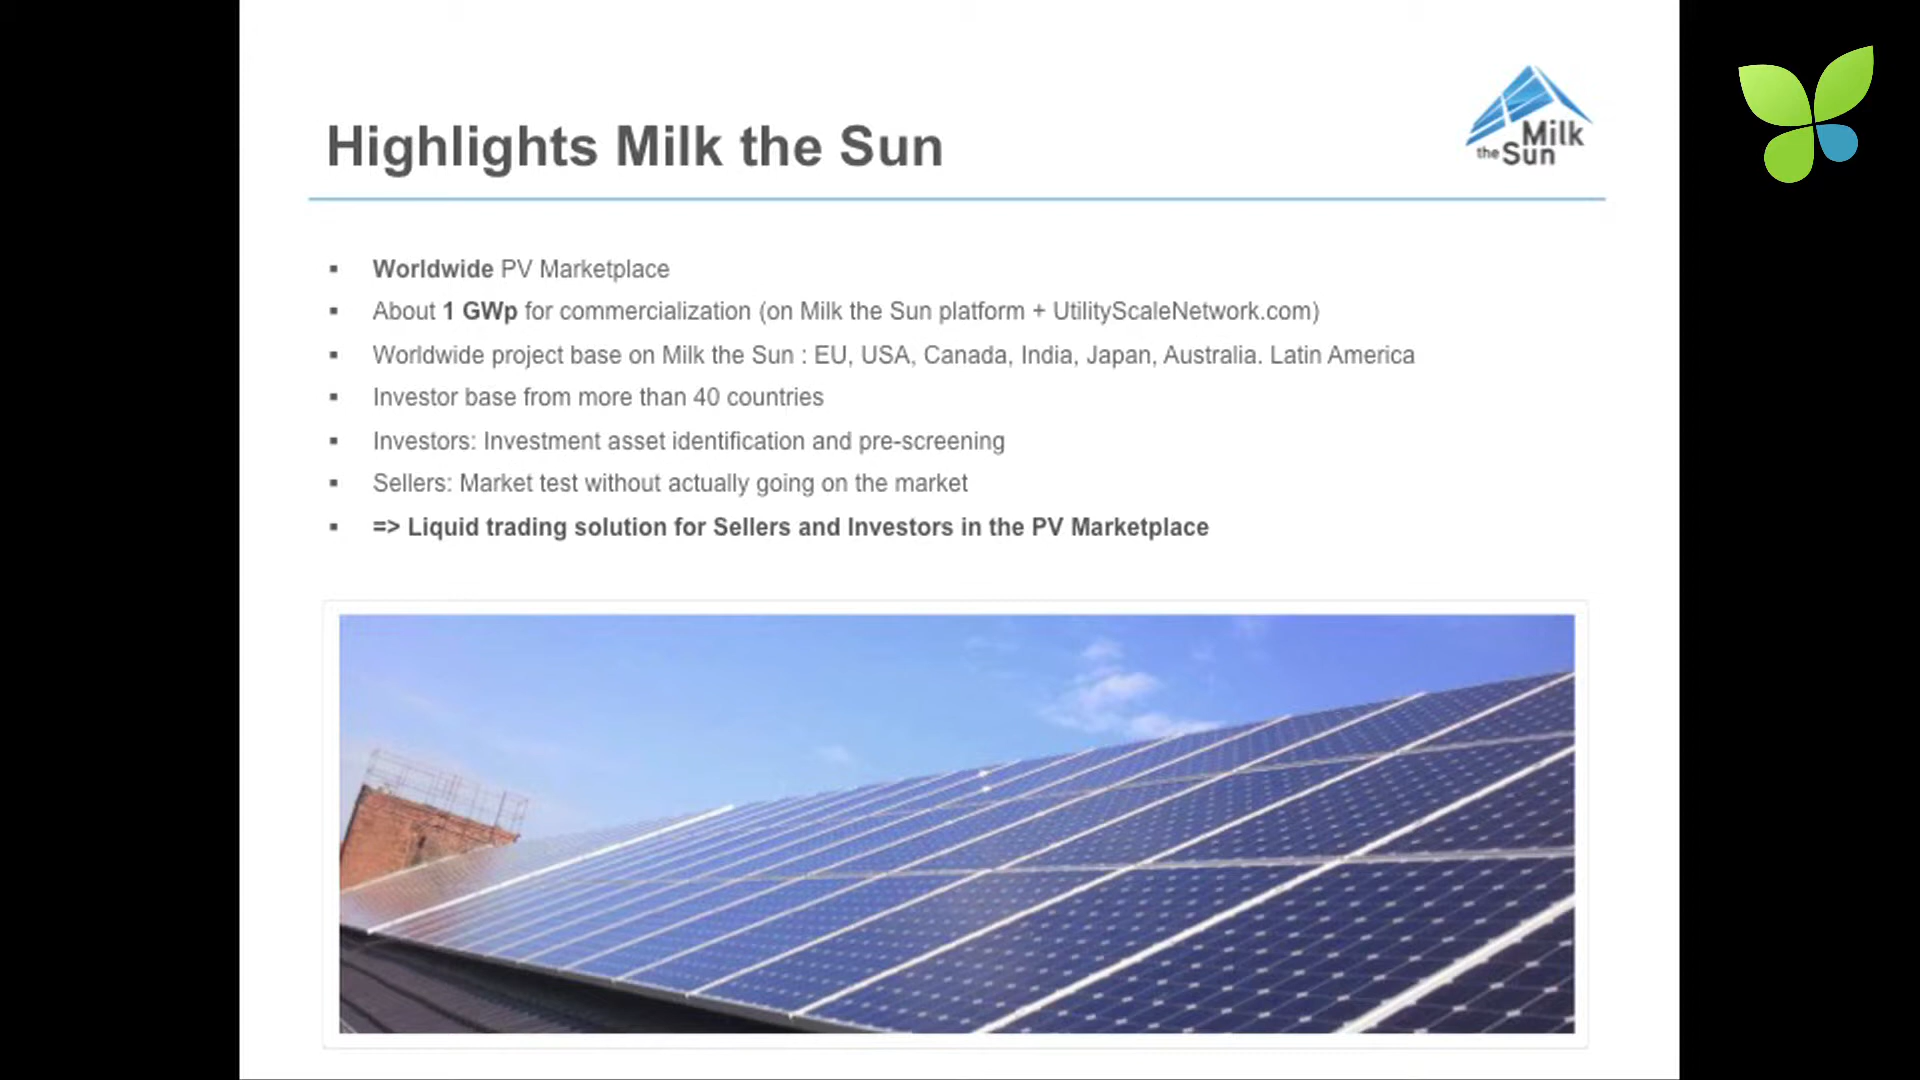 Milk
the Sun
Highlights Milk the Sun
▪ Worldwide PV Marketplace
▪ About 1 GWp for commercialization (on Milk the Sun platform + UtilityScaleNetwork.com)
▪ Worldwide project base on Milk the Sun : EU, USA, Canada, India, Japan, Australia. Latin America
▪ Investor base from more than 40 countries
▪ Investors: Investment asset identification and pre-screening
▪ Sellers: Market test without actually going on the market
▪ => Liquid trading solution for Sellers and Investors in the PV Marketplace